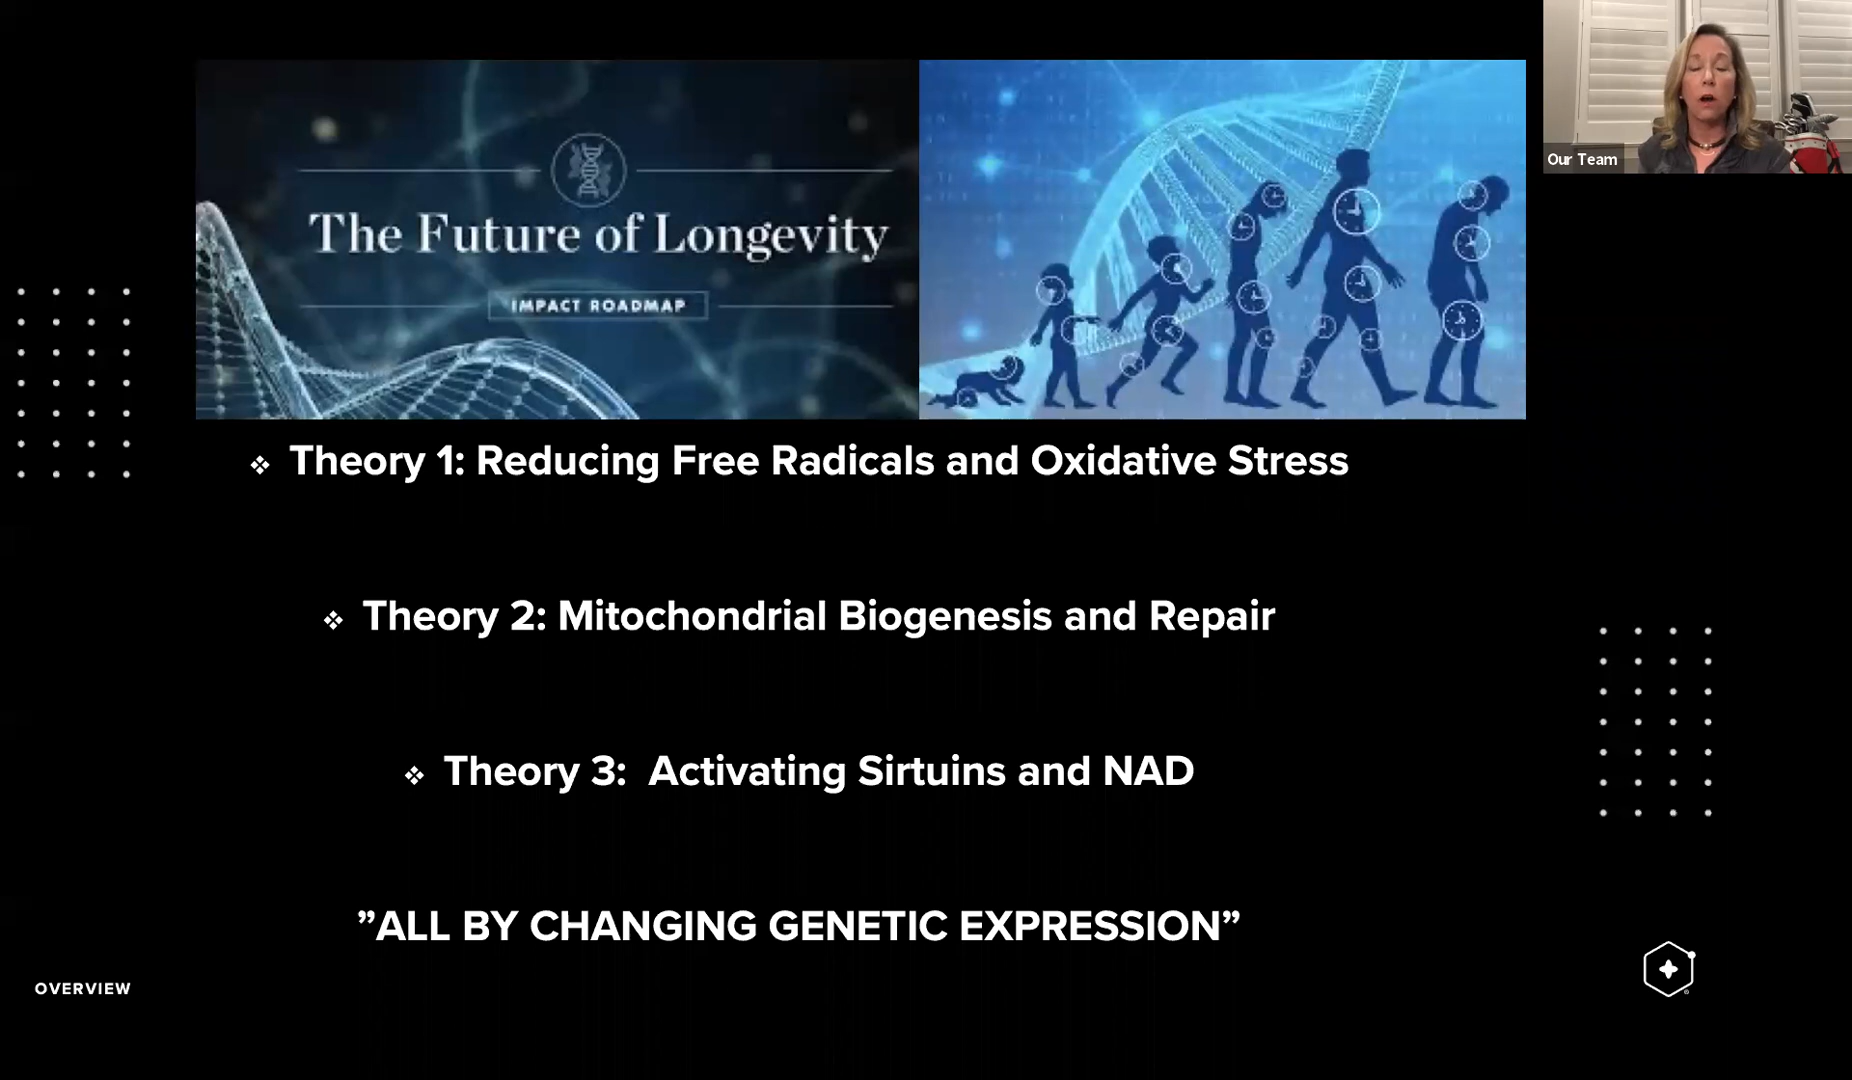 Our Team
The Future of Longevity
IMPACT ROADMAP
Theory 1: Reducing Free Radicals and Oxidative Stress
Theory 2: Mitochondrial Biogenesis and Repair
Theory 3:  Activating Sirtuins and NAD
”ALL BY CHANGING GENETIC EXPRESSION”
OVERVIEW